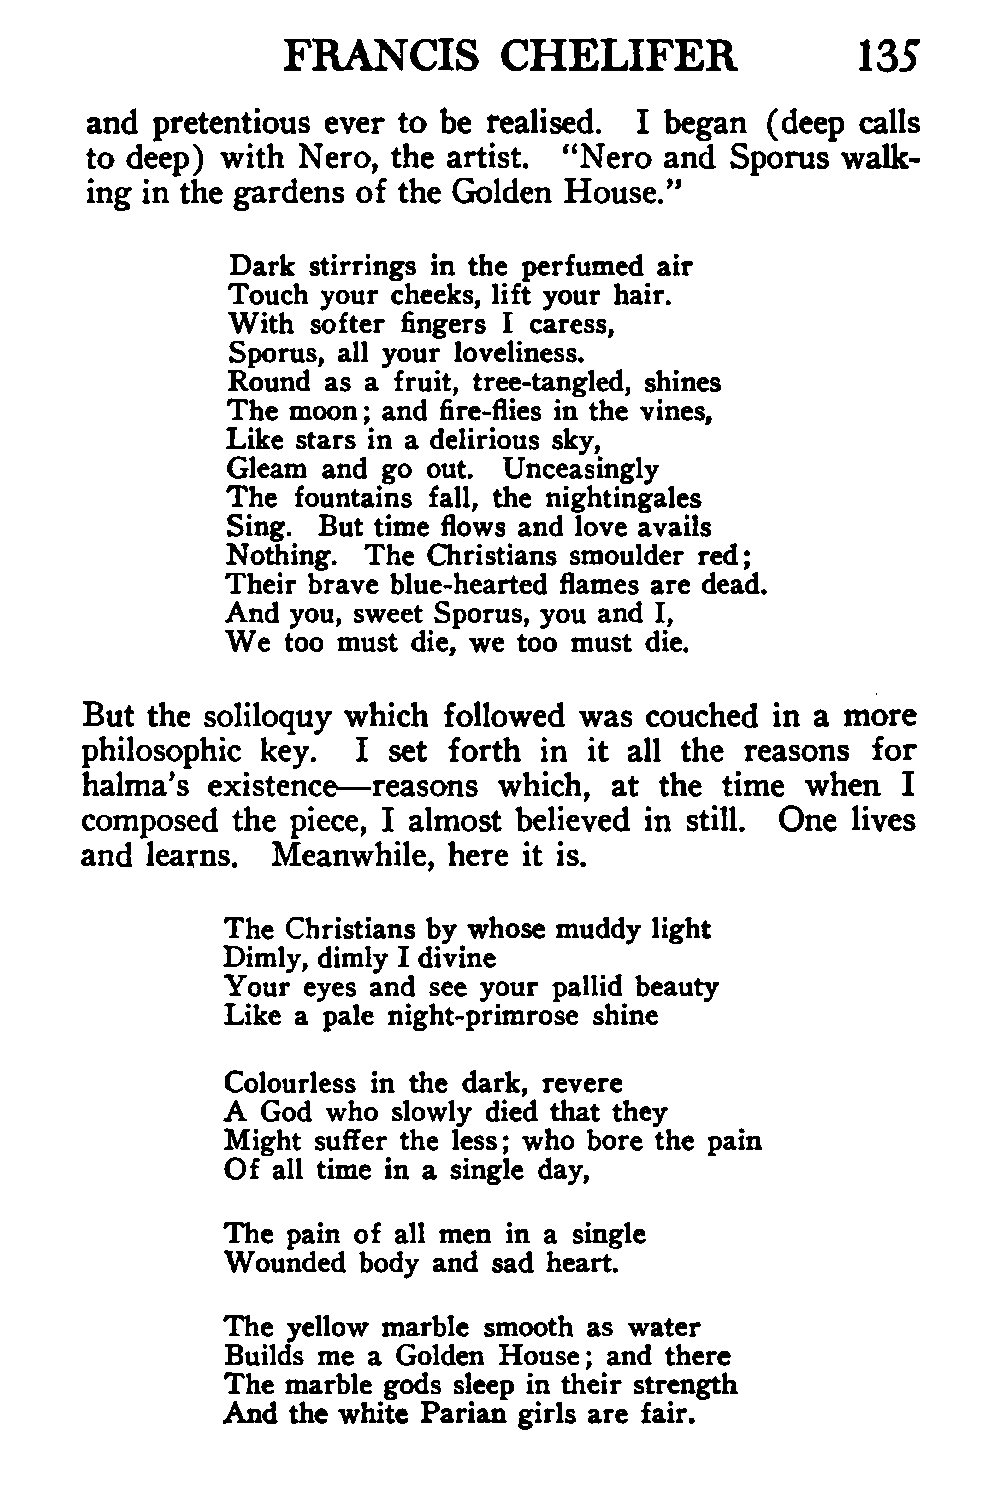 FRANCIS CHELIFER 135
and pretentious ever to be realised. I began (deep calls
to deep) with Nero, the artist. “Nero and Sporus walk-
ing in the gardens of the Golden House.”
Dark stirrings in the perfumed air
Touch your cheeks, lift your hair.
With softer fingers I caress,
Sporus, all your loveliness.
Round as a fruit, tree-tangled, shines
The moon; and fire-flies in the vines,
Like stars in a delirious sky,
Gleam and go out. Unceasingly
The fountains fall, the nightingales
Sing. But time flows and love avails
Nothing. The Christians smoulder red;
Their brave blue-hearted flames are dead.
And you, sweet Sporus, you and I,
We too must die, we too must die.
But the soliloquy which followed was couched in a more
philosophic key. I set forth in it all the reasons for
halma’s existence—reasons which, at the time when I
composed the piece, I almost believed in still. One lives
and learns. Meanwhile, here it is.
The Christians by whose muddy light
Dimly, dimly I divine
Your eyes and see your pallid beauty
Like a pale night-primrose shine
Colourless in the dark, revere
A God who slowly died that they
Might suffer the less; who bore the pain
Of all time in a single day,
The pain of all men in a single
Wounded body and sad heart.
The yellow marble smooth as water
Builds me a Golden House; and there
The marble gods sleep in their strength
And the white Parian girls are fair.